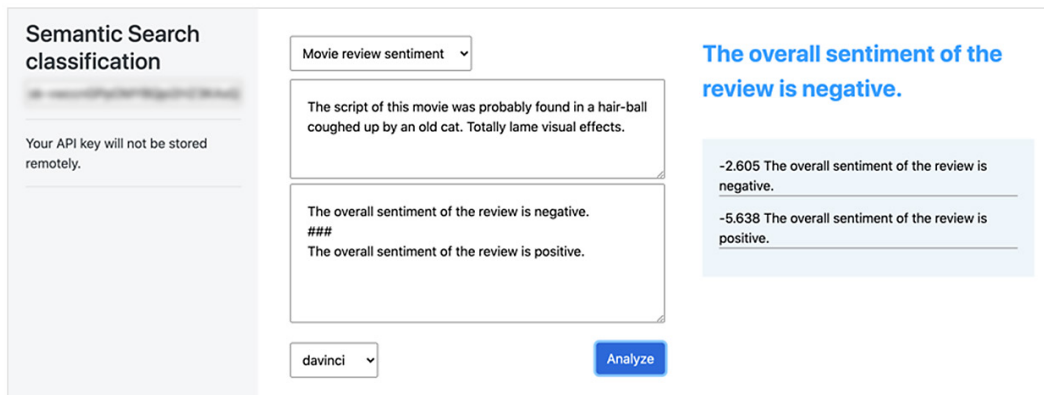 Semantic Search
classification
Your API key will not be stored
remotely.
Movie review sentiment
The script of this movie was probably found in a hair-ball
coughed up by an old cat. Totally lame visual effects.
The overall sentiment of the review is negative.
###
The overall sentiment of the review is positive.
davinci
Analyze
The overall sentiment of the
review is negative.
-2.605 The overall sentiment of the review is
negative.
-5.638 The overall sentiment of the review is
positive.